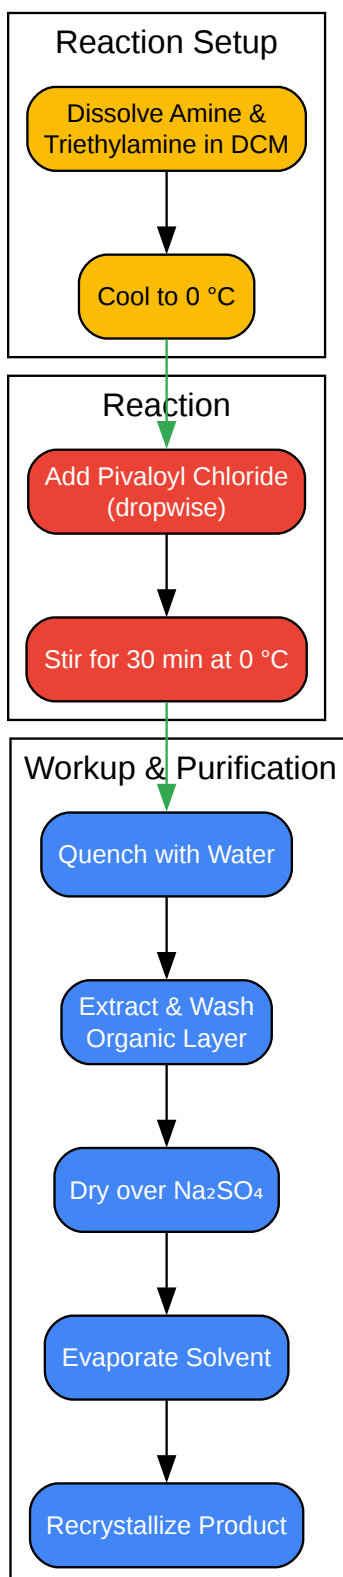 Reaction Setup
Dissolve Amine &
Triethylamine in DCM
Cool to 0 °C
Reaction
Add Pivaloyl Chloride
(dropwise)
Stir for 30 min at 0 °C
Workup & Purification
Quench with Water
Extract & Wash
Organic Layer
Dry over Na₂SO₄
Evaporate Solvent
Recrystallize Product